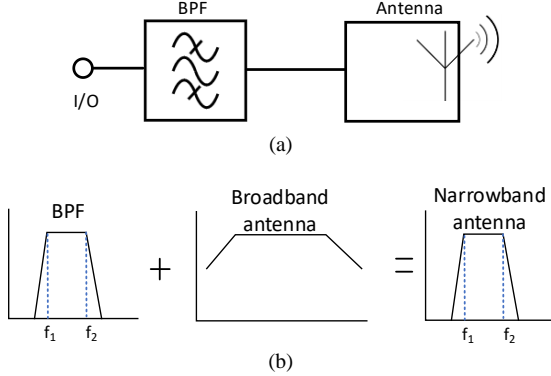 BPF
Antenna
I/O
(a)
BPF
Broadband
antenna
Narrowband
antenna
+
=
f₁
f₂
f₁
f₂
(b)